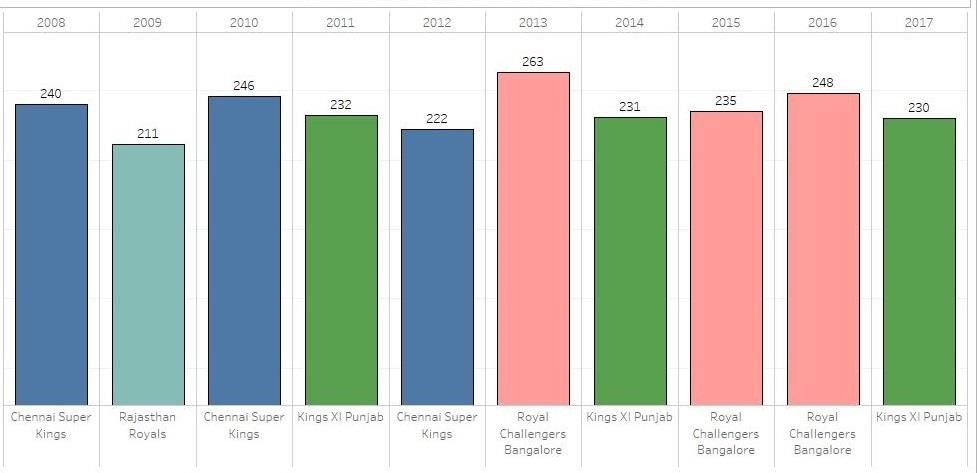 2008 2009 2010 2011 2012 2013 2014 2015 2016 2017
240
211
246
232
222
263
231
235
248
230
Chennai Super
Kings
Rajasthan
Royals
Chennai Super
Kings
Kings XI Punjab
Chennai Super
Kings
Royal
Challengers
Bangalore
Kings XI Punjab
Royal
Challengers
Bangalore
Royal
Challengers
Bangalore
Kings XI Punjab